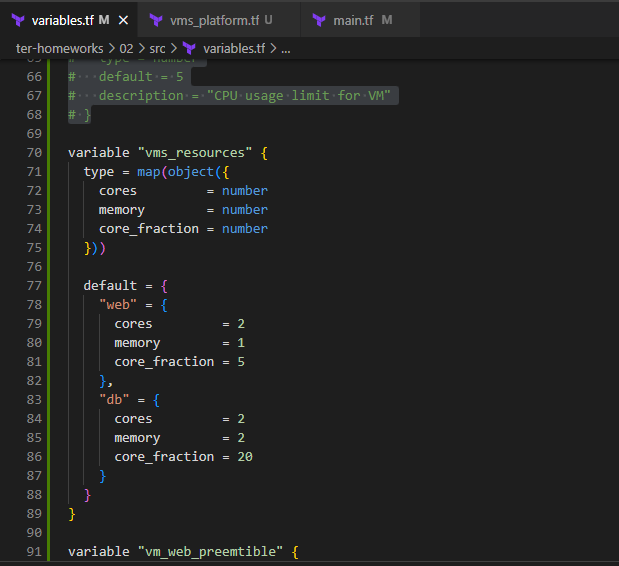 variables.tf M
vms_platform.tf U
main.tf M
ter-homeworks > 02 > src > variables.tf > ...
65 #   type = number
66 #   default = 5
67 #   description = "CPU usage limit for VM"
68 # }
69
70 variable "vms_resources" {
71   type = map(object({
72     cores         = number
73     memory        = number
74     core_fraction = number
75   }))
76
77   default = {
78     "web" = {
79       cores         = 2
80       memory        = 1
81       core_fraction = 5
82     },
83     "db" = {
84       cores         = 2
85       memory        = 2
86       core_fraction = 20
87     }
88   }
89 }
90
91 variable "vm_web_preemtible" {